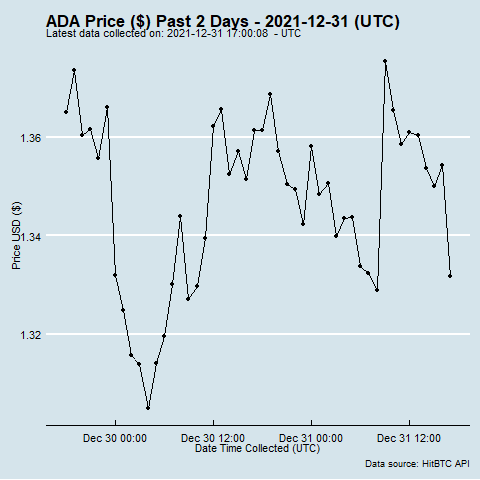 ADA Price ($) Past 2 Days - 2021-12-31 (UTC)
Latest data collected on: 2021-12-31 17:00:08 - UTC
1.36
1.34
1.32
Price USD ($)
Dec 30 00:00 Dec 30 12:00 Dec 31 00:00 Dec 31 12:00
Date Time Collected (UTC)
Data source: HitBTC API